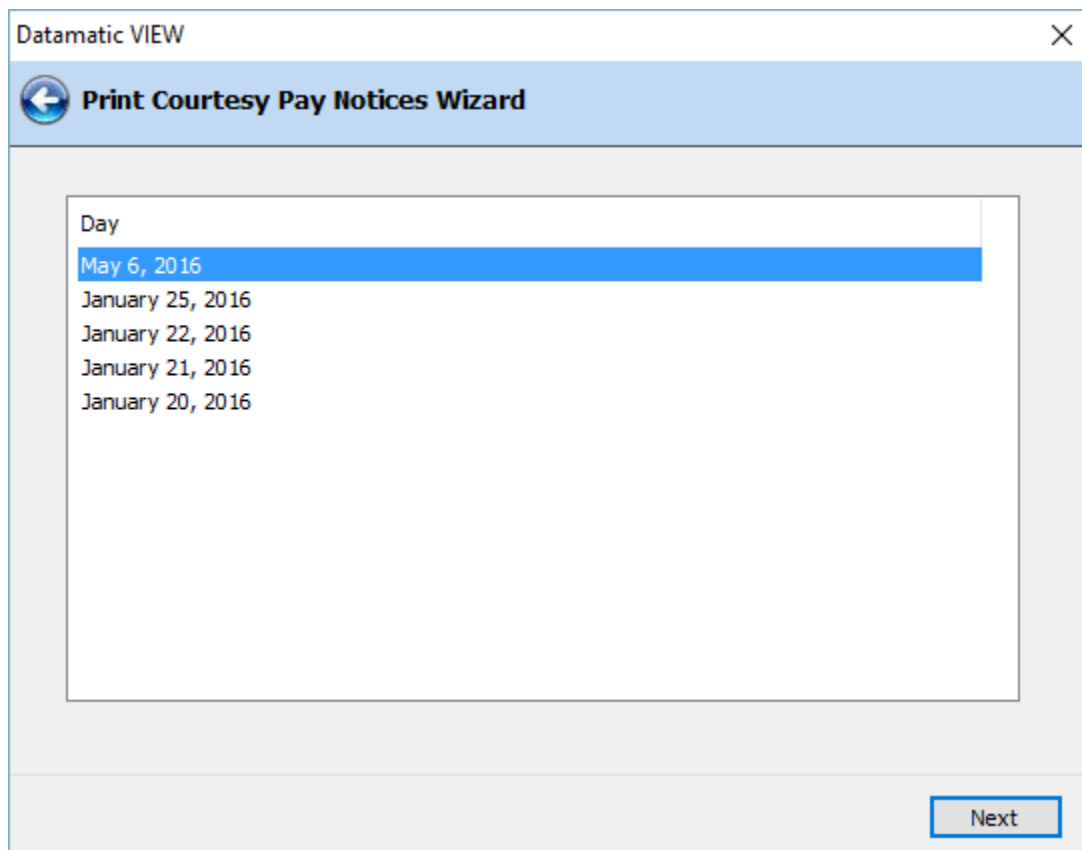 Datamatic VIEW
Print Courtesy Pay Notices Wizard
Day
May 6, 2016
January 25, 2016
January 22, 2016
January 21, 2016
January 20, 2016
Next